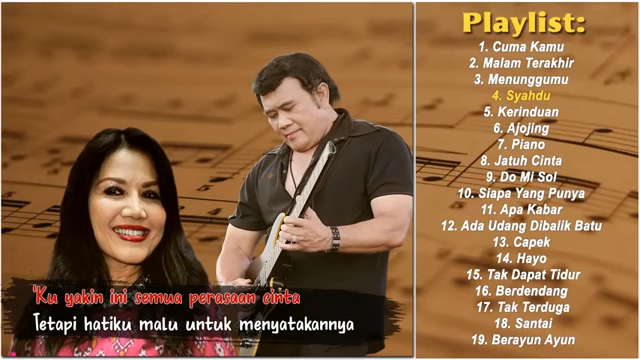 Playlist:
1. Cuma Kamu
2. Malam Terakhir
3. Menunggumu
4. Syahdu
5. Kerinduan
6. Ajojing
7. Piano
8. Jatuh Cinta
9. Do Mi Sol
10. Siapa Yang Punya
11. Apa Kabar
12. Ada Udang Dibalik Batu
13. Capek
14. Hayo
15. Tak Dapat Tidur
16. Berdendang
17. Tak Terduga
18. Santai
19. Berayun Ayun
'Ku yakin ini semua perasaan cinta
Tetapi hatiku malu untuk menyatakannya